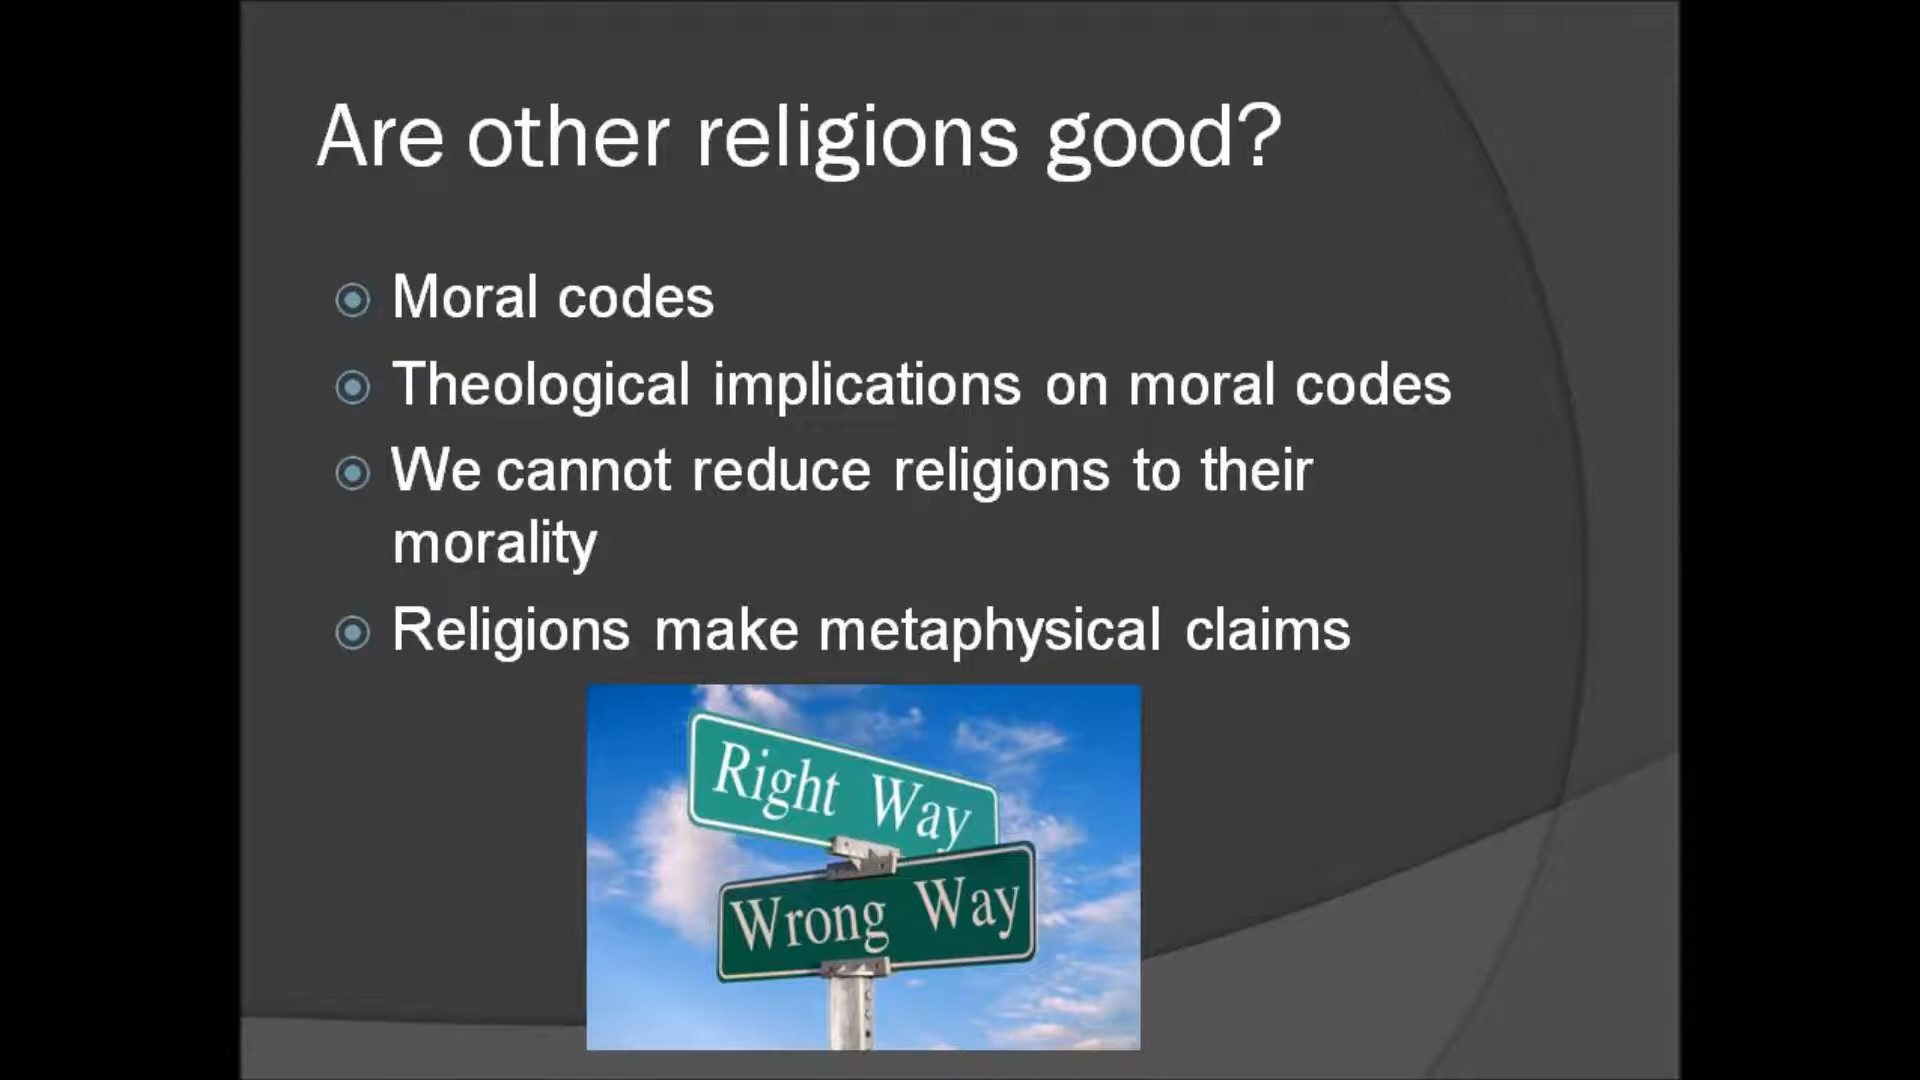 Are other religions good?
Moral codes
Theological implications on moral codes
We cannot reduce religions to their
morality
Religions make metaphysical claims
Right Way
Wrong Way